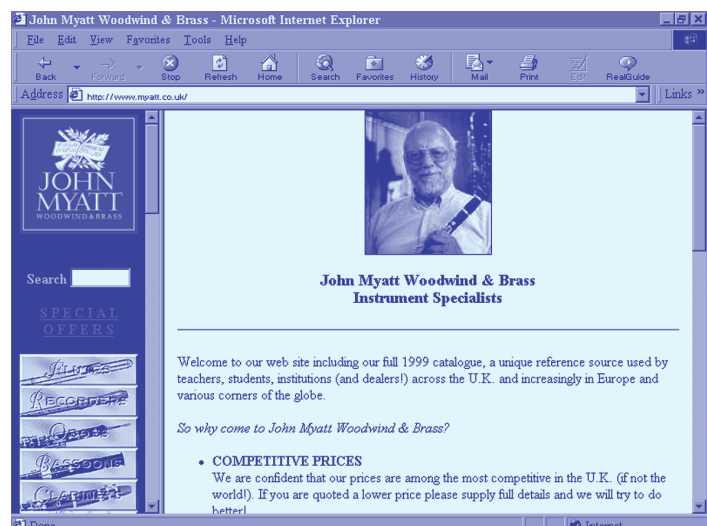 John Myatt Woodwind & Brass - Microsoft Internet Explorer
File Edit View Favorites Tools Help
Back Forward Stop Refresh Home Search Favorites History Mail Print Edit RealGuide
Address http://www.myatt.co.uk/ Links »
JOHN
MYATT
WOODWIND & BRASS
Search
SPECIAL
OFFERS
FLUTES
RECORDERS
OBOES
BASSOONS
CLARINETS
John Myatt Woodwind & Brass
Instrument Specialists
Welcome to our web site including our full 1999 catalogue, a unique reference source used by
teachers, students, institutions (and dealers!) across the U.K. and increasingly in Europe and
various corners of the globe.
So why come to John Myatt Woodwind & Brass?
• COMPETITIVE PRICES
We are confident that our prices are among the most competitive in the U.K. (if not the
world!). If you are quoted a lower price please supply full details and we will try to do
better!
Done Internet